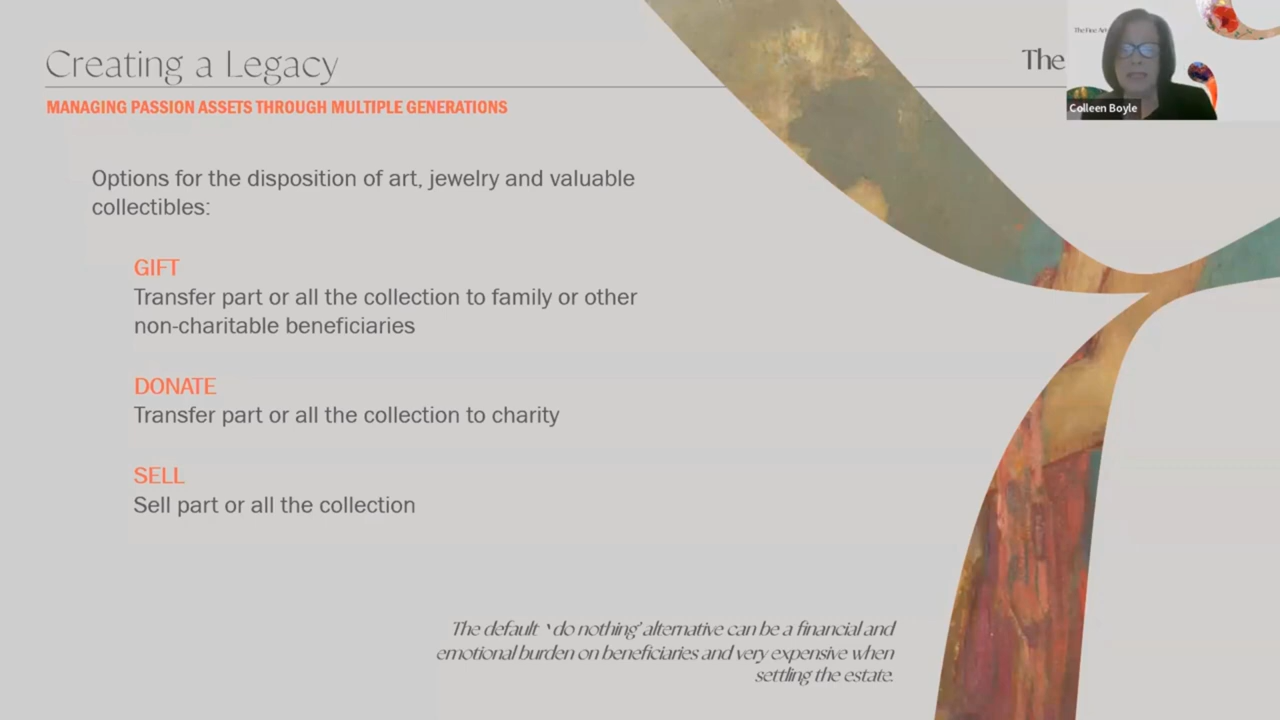 Creating a Legacy
The
The Fine Art
MANAGING PASSION ASSETS THROUGH MULTIPLE GENERATIONS
Colleen Boyle
Options for the disposition of art, jewelry and valuable
collectibles:
GIFT
Transfer part or all the collection to family or other
non-charitable beneficiaries
DONATE
Transfer part or all the collection to charity
SELL
Sell part or all the collection
The default ‵do nothing’ alternative can be a financial and
emotional burden on beneficiaries and very expensive when
settling the estate.